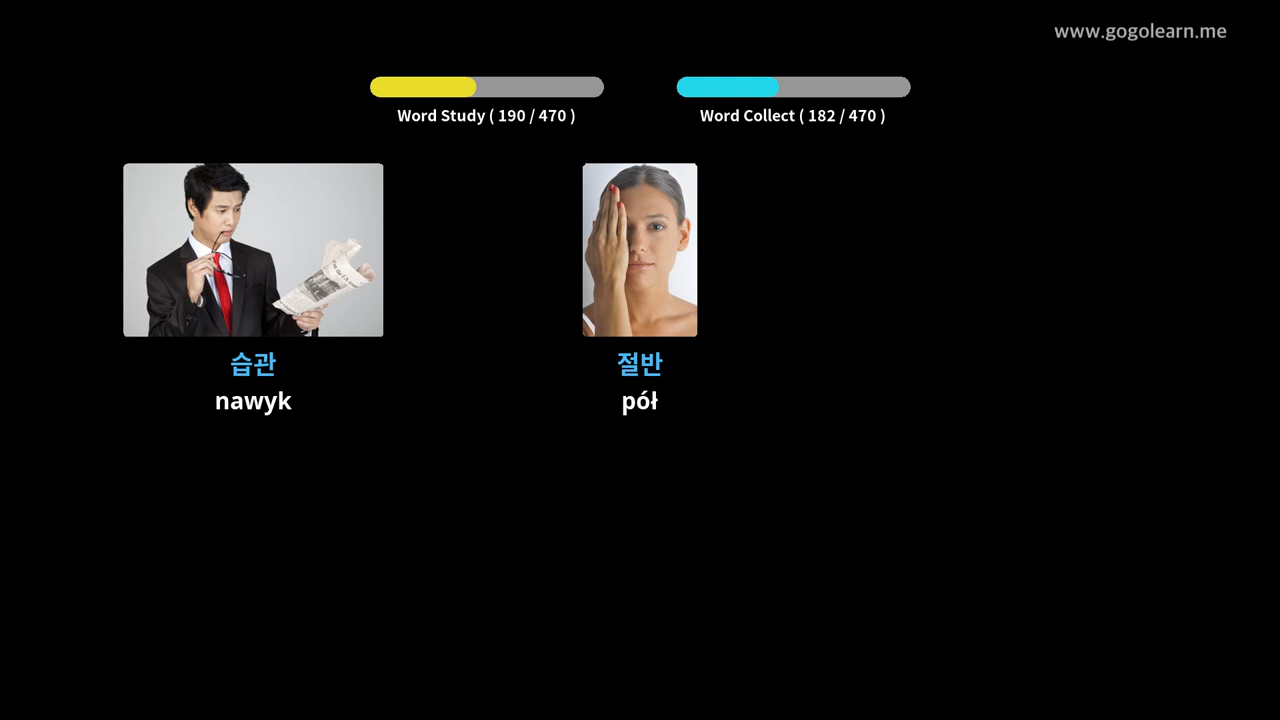 www.gogolearn.me
Word Study ( 190 / 470 )
Word Collect ( 182 / 470 )
습관
nawyk
절반
pół